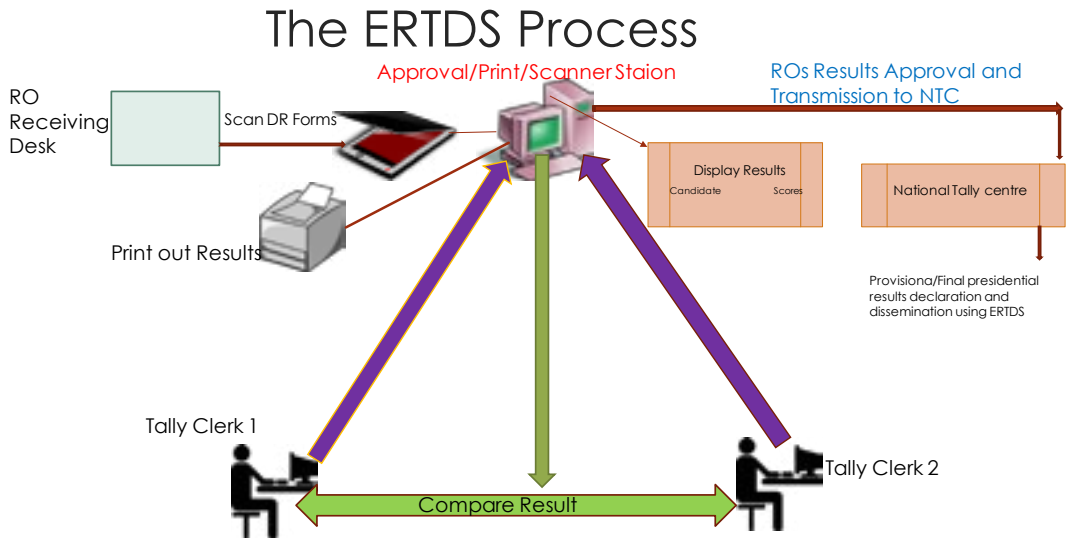 The ERTDS Process
Approval/Print/Scanner Staion
ROs Results Approval and
Transmission to NTC
RO
Receiving
Desk
Scan DR Forms
Display Results
Candidate Scores
National Tally centre
Print out Results
Provisiona/Final presidential
results declaration and
dissemination using ERTDS
Tally Clerk 1
Tally Clerk 2
Compare Result